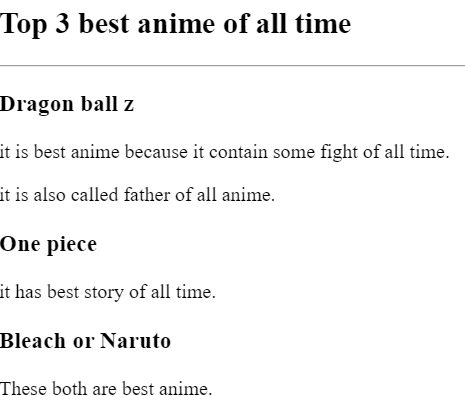 Top 3 best anime of all time
Dragon ball z
it is best anime because it contain some fight of all time.
it is also called father of all anime.
One piece
it has best story of all time.
Bleach or Naruto
These both are best anime.